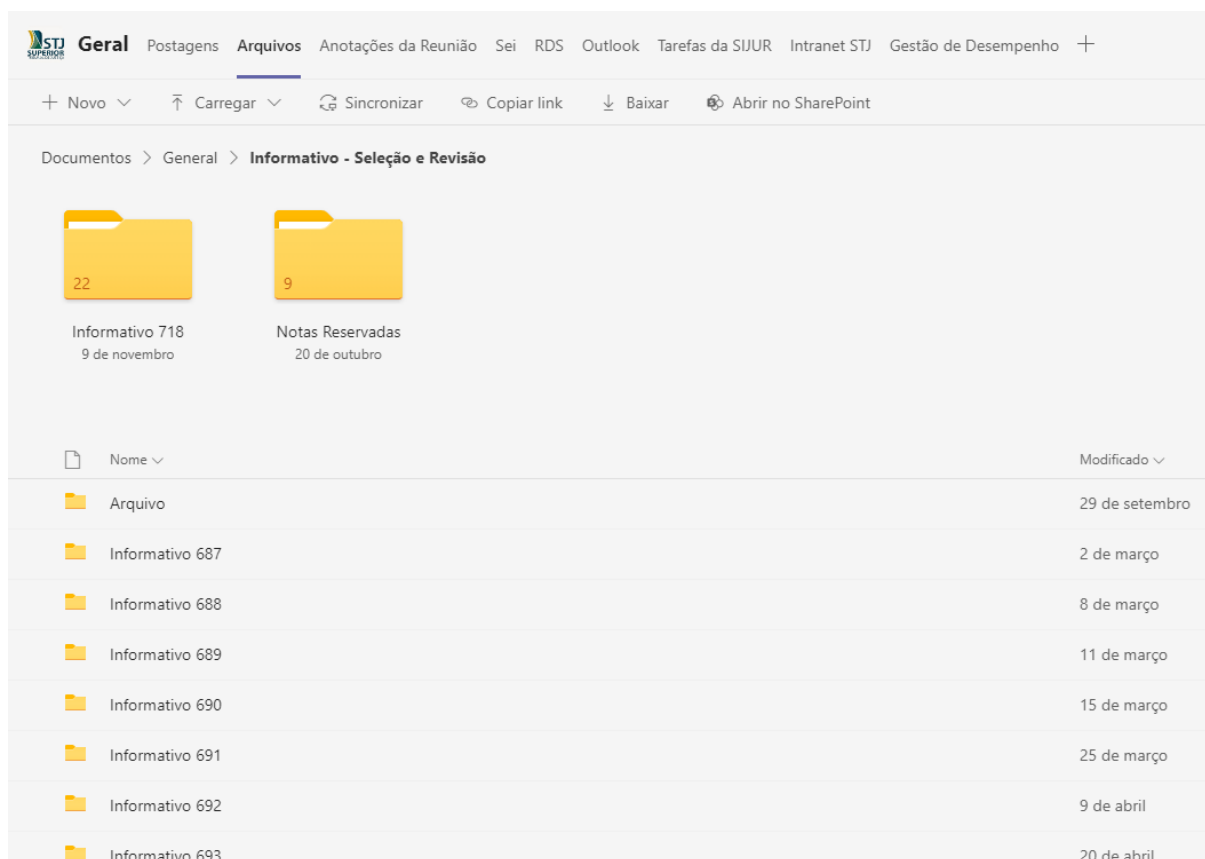 STJ
SUPERIOR
Geral Postagens Arquivos Anotações da Reunião Sei RDS Outlook Tarefas da SIJUR Intranet STJ Gestão de Desempenho +
+ Novo Carregar Sincronizar Copiar link Baixar Abrir no SharePoint
Documentos > General > Informativo - Seleção e Revisão
22 9
Informativo 718 Notas Reservadas
9 de novembro 20 de outubro
Nome Modificado
Arquivo 29 de setembro
Informativo 687 2 de março
Informativo 688 8 de março
Informativo 689 11 de março
Informativo 690 15 de março
Informativo 691 25 de março
Informativo 692 9 de abril
Informativo 693 20 de abril